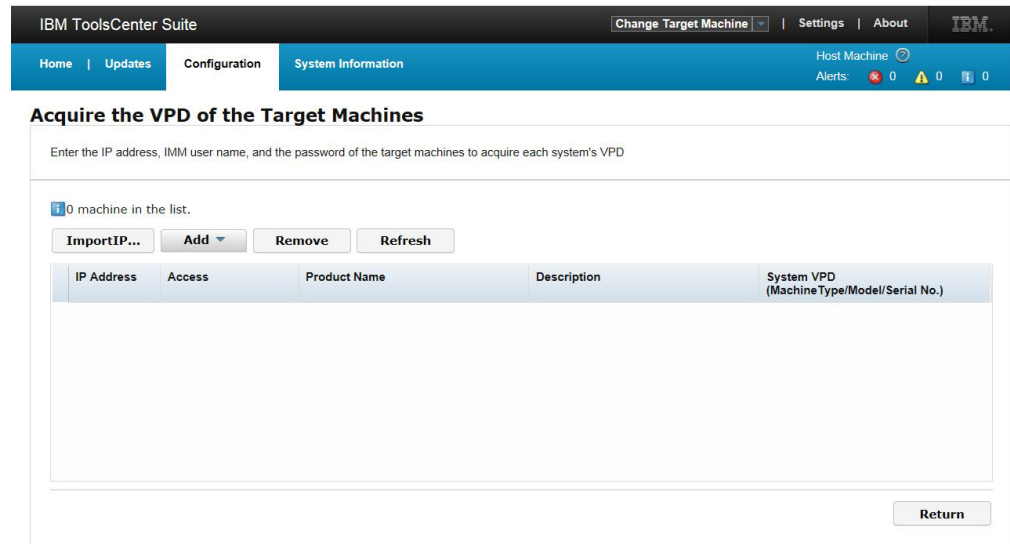 IBM ToolsCenter Suite
Change Target Machine | Settings | About IBM.
Home | Updates Configuration System Information
Host Machine ?
Alerts: 0 0 0
Acquire the VPD of the Target Machines
Enter the IP address, IMM user name, and the password of the target machines to acquire each system's VPD
0 machine in the list.
ImportIP... Add Remove Refresh
IP Address Access Product Name Description System VPD
(MachineType/Model/Serial No.)
Return